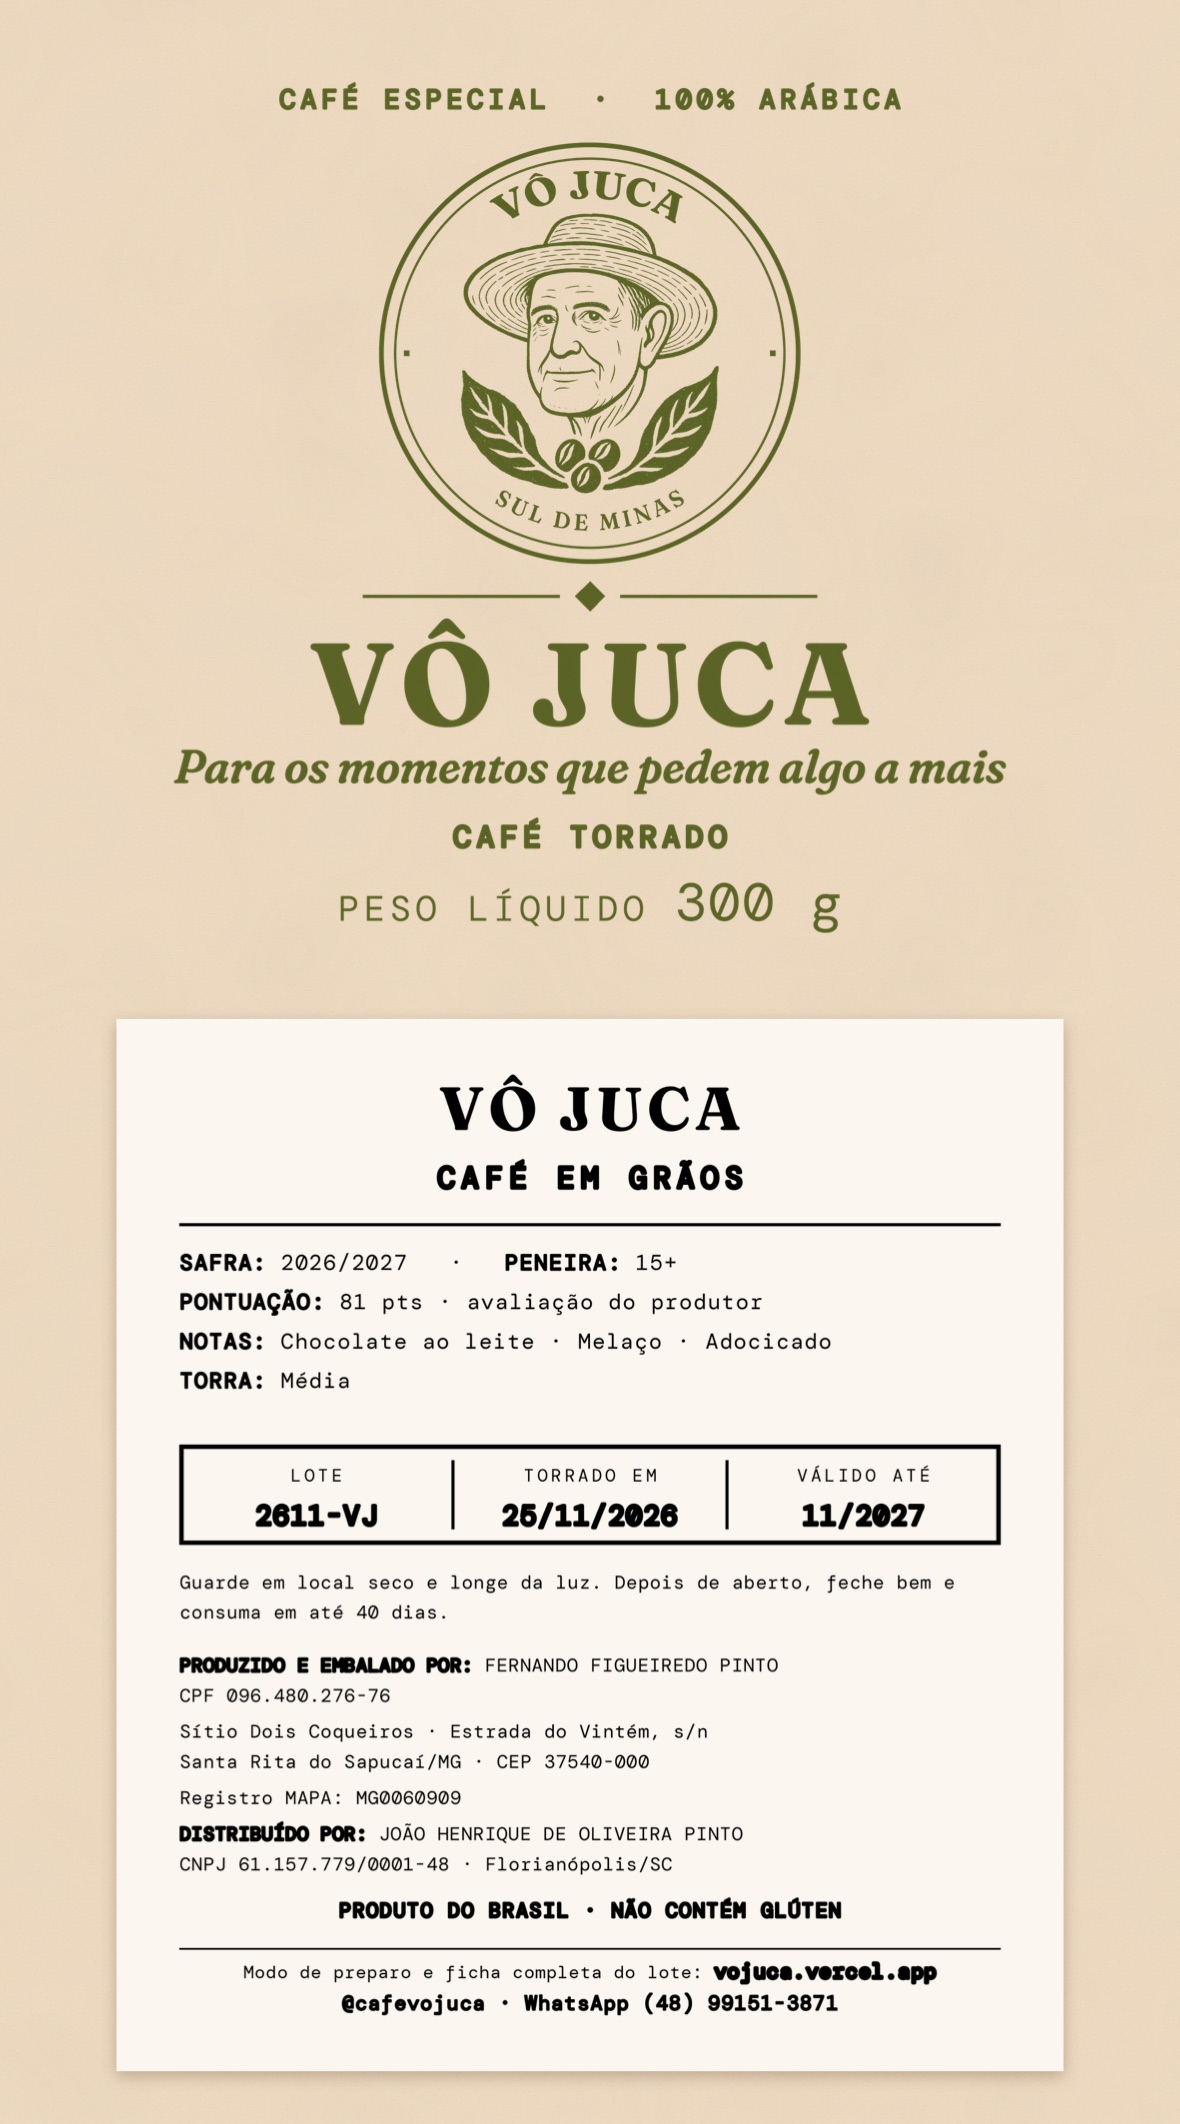 CAFÉ ESPECIAL · 100% ARÁBICA
VÔ JUCA
SUL DE MINAS
VÔ JUCA
Para os momentos que pedem algo a mais
CAFÉ TORRADO
PESO LÍQUIDO 300 g
VÔ JUCA
CAFÉ EM GRÃOS
SAFRA: 2026/2027 · PENEIRA: 15+
PONTUAÇÃO: 81 pts · avaliação do produtor
NOTAS: Chocolate ao leite · Melaço · Adocicado
TORRA: Média
LOTE TORRADO EM VÁLIDO ATÉ
2611-VJ 25/11/2026 11/2027
Guarde em local seco e longe da luz. Depois de aberto, feche bem e
consuma em até 40 dias.
PRODUZIDO E EMBALADO POR: FERNANDO FIGUEIREDO PINTO
CPF 096.480.276-76
Sítio Dois Coqueiros · Estrada do Vintém, s/n
Santa Rita do Sapucaí/MG · CEP 37540-000
Registro MAPA: MG0060909
DISTRIBUÍDO POR: JOÃO HENRIQUE DE OLIVEIRA PINTO
CNPJ 61.157.779/0001-48 · Florianópolis/SC
PRODUTO DO BRASIL · NÃO CONTÉM GLÚTEN
Modo de preparo e ficha completa do lote: vojuca.vercel.app
@cafevojuca · WhatsApp (48) 99151-3871